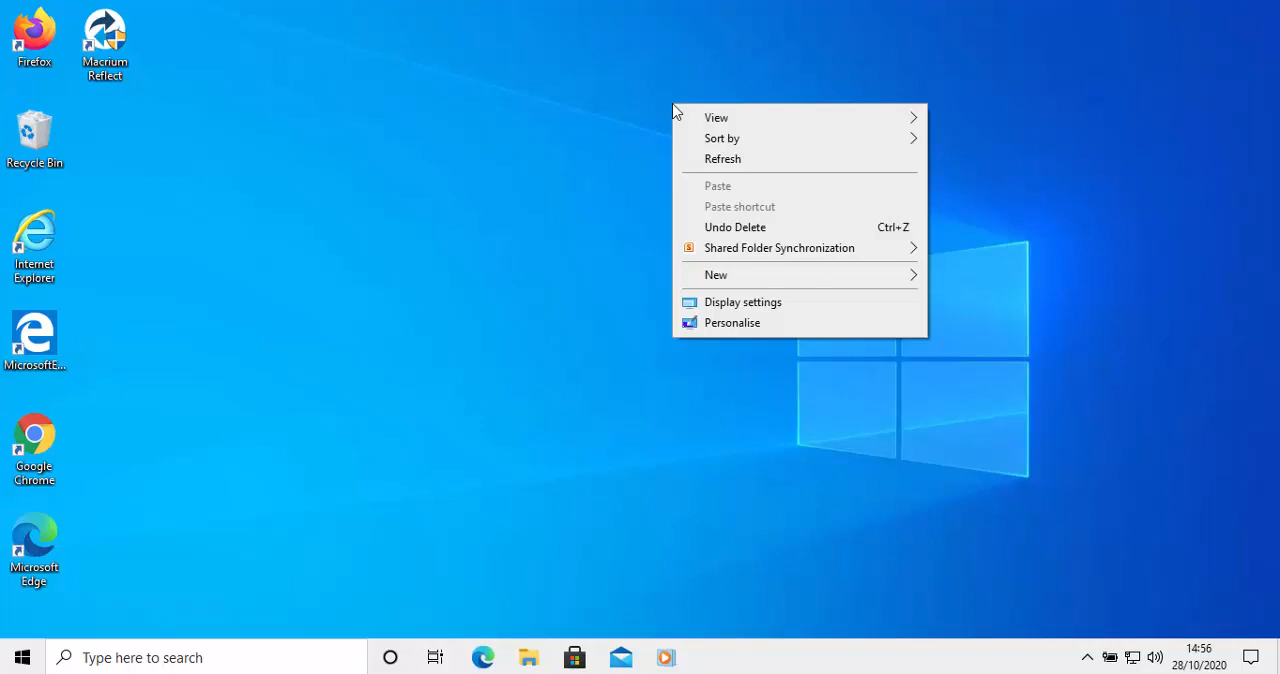 Firefox
Macrium
Reflect
Recycle Bin
Internet
Explorer
MicrosoftE...
Google
Chrome
Microsoft
Edge
View
Sort by
Refresh
Paste
Paste shortcut
Undo Delete Ctrl+Z
S Shared Folder Synchronization
New
Display settings
Personalise
Type here to search
14:56
28/10/2020